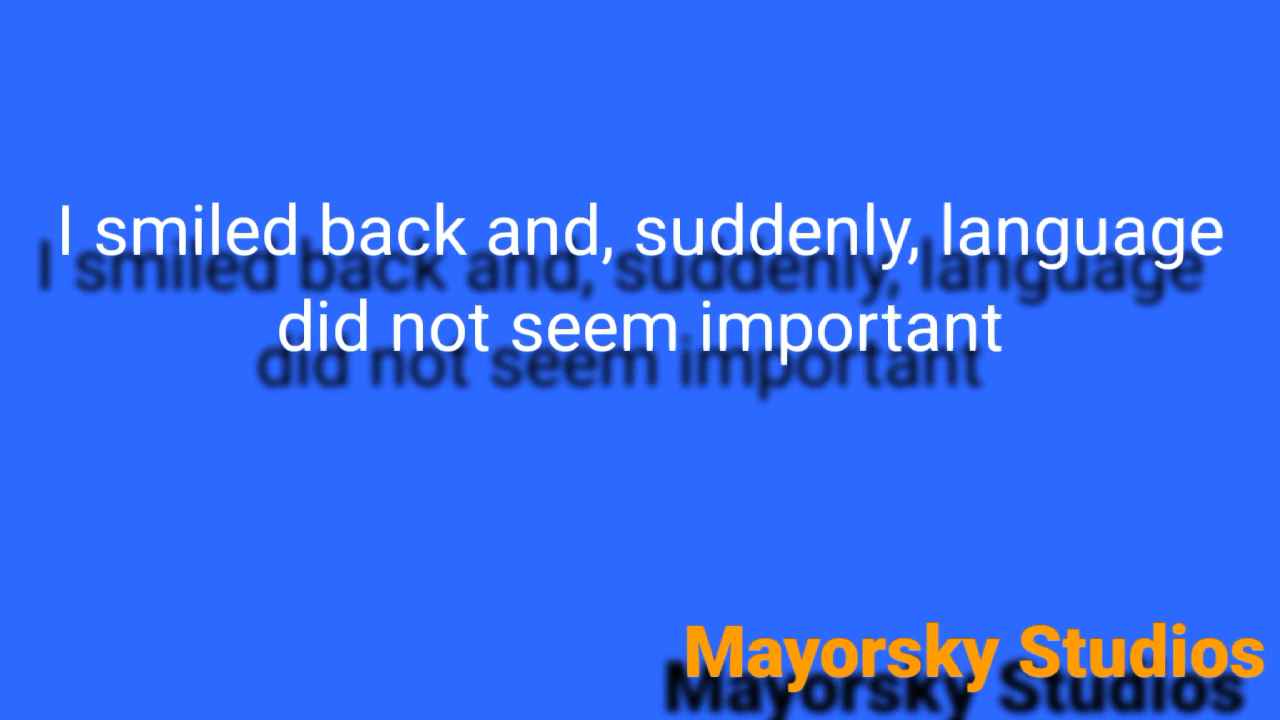 I smiled back and, suddenly, language
did not seem important
Mayorsky Studios